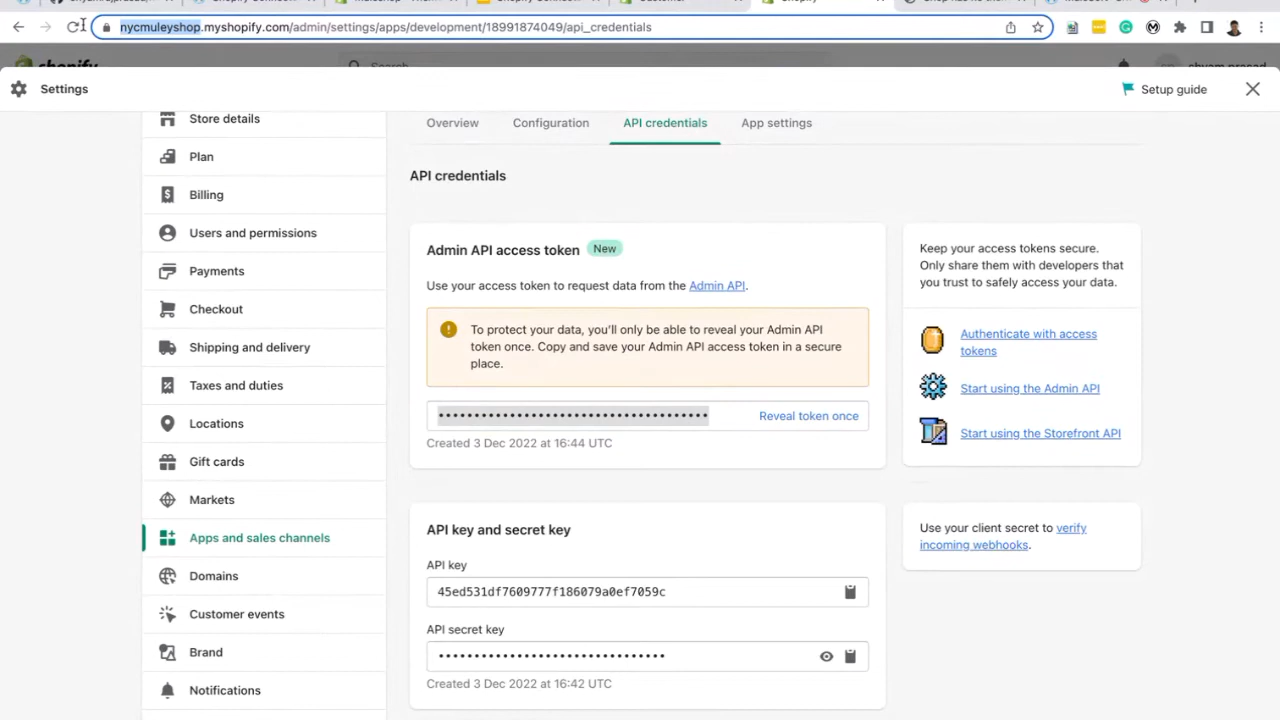 nycmuleyshop.myshopify.com/admin/settings/apps/development/18991874049/api_credentials
Search
Settings
Setup guide
Store details
Plan
Billing
Users and permissions
Payments
Checkout
Shipping and delivery
Taxes and duties
Locations
Gift cards
Markets
Apps and sales channels
Domains
Customer events
Brand
Notifications
Overview Configuration API credentials App settings
API credentials
Admin API access token New
Use your access token to request data from the Admin API.
To protect your data, you'll only be able to reveal your Admin API
token once. Copy and save your Admin API access token in a secure
place.
•••••••••••••••••••••••••••••••••••••• Reveal token once
Created 3 Dec 2022 at 16:44 UTC
API key and secret key
API key
45ed531df7609777f186079a0ef7059c
API secret key
••••••••••••••••••••••••••••••••
Created 3 Dec 2022 at 16:42 UTC
Keep your access tokens secure.
Only share them with developers that
you trust to safely access your data.
Authenticate with access
tokens
Start using the Admin API
Start using the Storefront API
Use your client secret to verify
incoming webhooks.